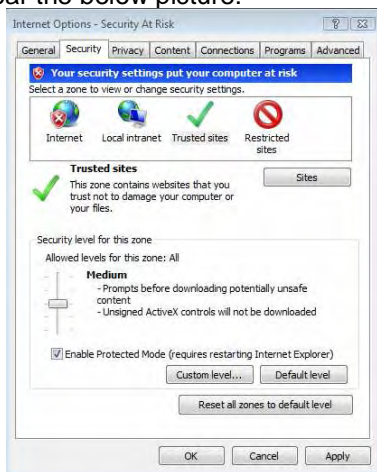 the below picture.
Internet Options - Security At Risk
General Security Privacy Content Connections Programs Advanced
Your security settings put your computer at risk
Select a zone to view or change security settings.
Internet Local intranet Trusted sites Restricted sites
Trusted sites
Sites
This zone contains websites that you
trust not to damage your computer or
your files.
Security level for this zone
Allowed levels for this zone: All
Medium
- Prompts before downloading potentially unsafe
content
- Unsigned ActiveX controls will not be downloaded
Enable Protected Mode (requires restarting Internet Explorer)
Custom level... Default level
Reset all zones to default level
OK Cancel Apply